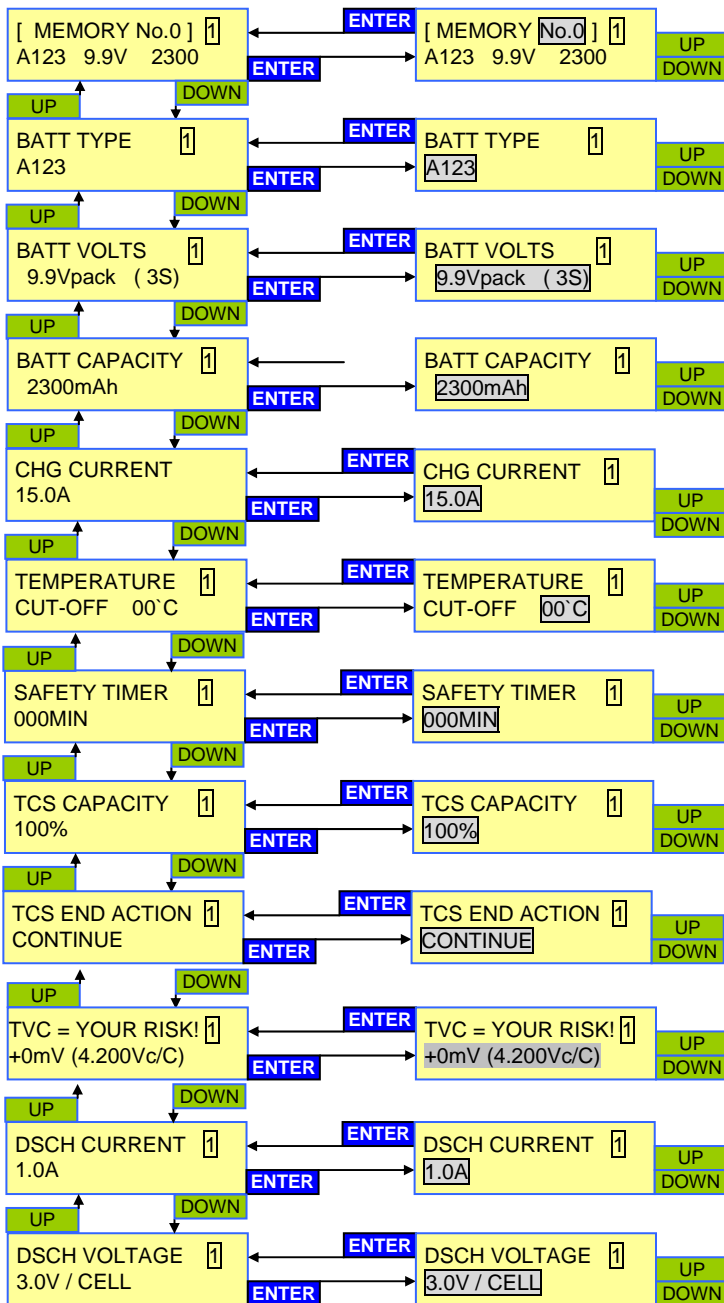 ENTER
[ MEMORY No.0 ] 1
A123 9.9V 2300
[ MEMORY No.0 ] 1
A123 9.9V 2300
UP
DOWN
ENTER
UP
DOWN
ENTER
BATT TYPE 1
A123
BATT TYPE 1
A123
UP
DOWN
ENTER
UP
DOWN
ENTER
BATT VOLTS 1
9.9Vpack ( 3S)
BATT VOLTS 1
9.9Vpack ( 3S)
UP
DOWN
ENTER
UP
DOWN
BATT CAPACITY 1
2300mAh
BATT CAPACITY 1
2300mAh
UP
DOWN
ENTER
UP
DOWN
ENTER
CHG CURRENT
15.0A
CHG CURRENT 1
15.0A
UP
DOWN
ENTER
UP
DOWN
ENTER
TEMPERATURE 1
CUT-OFF 00`C
TEMPERATURE 1
CUT-OFF 00`C
UP
DOWN
ENTER
UP
DOWN
ENTER
SAFETY TIMER 1
000MIN
SAFETY TIMER 1
000MIN
UP
DOWN
ENTER
UP
DOWN
ENTER
TCS CAPACITY 1
100%
TCS CAPACITY 1
100%
UP
DOWN
ENTER
UP
DOWN
ENTER
TCS END ACTION 1
CONTINUE
TCS END ACTION 1
CONTINUE
UP
DOWN
ENTER
UP
DOWN
ENTER
TVC = YOUR RISK! 1
+0mV (4.200Vc/C)
TVC = YOUR RISK! 1
+0mV (4.200Vc/C)
UP
DOWN
ENTER
UP
DOWN
ENTER
DSCH CURRENT 1
1.0A
DSCH CURRENT 1
1.0A
UP
DOWN
ENTER
UP
DOWN
ENTER
DSCH VOLTAGE 1
3.0V / CELL
DSCH VOLTAGE 1
3.0V / CELL
UP
DOWN
ENTER